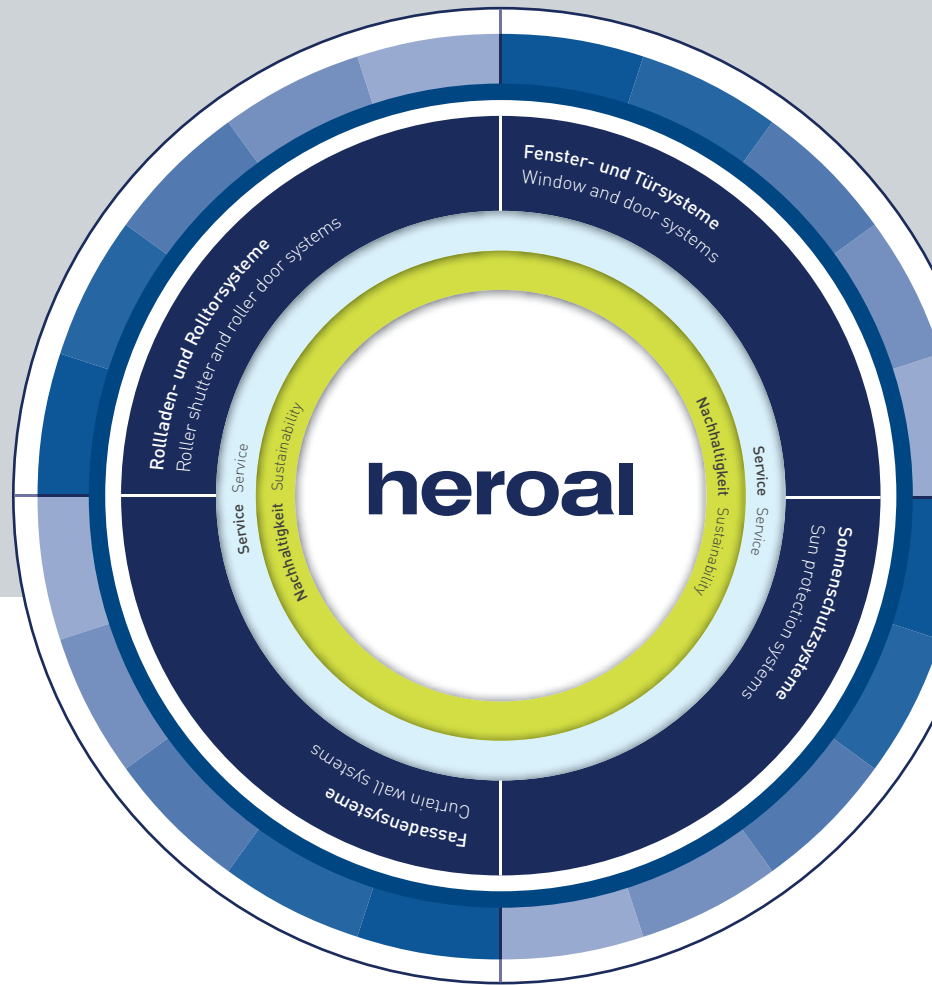 Fenster- und Türsysteme
Window and door systems
Rollladen- und Rolltorsysteme
Roller shutter and roller door systems
Service Service
Nachhaltigkeit Sustainability
heroal
Nachhaltigkeit Sustainability
Service Service
Sonnenschutzsysteme
Sun protection systems
Fassadensysteme
Curtain wall systems